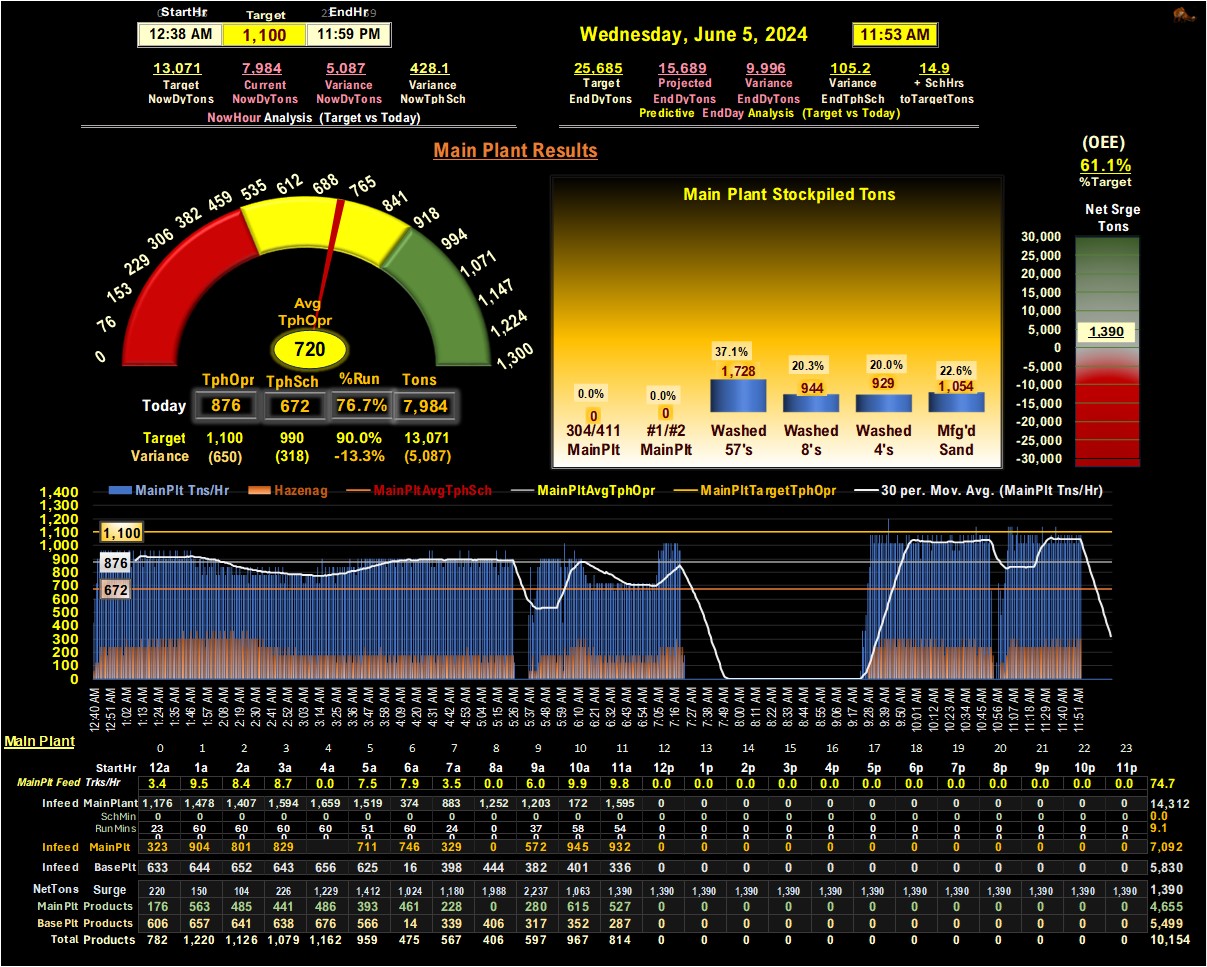 StartHr Target EndHr
12:38 AM 1,100 11:59 PM
Wednesday, June 5, 2024 11:53 AM
13,071 7,984 5,087 428.1
Target Current Variance Variance
NowDyTons NowDyTons NowDyTons NowTphSch
NowHour Analysis (Target vs Today)
25,685 15,689 9,996 105.2 14.9
Target Projected Variance Variance + SchHrs
EndDyTons EndDyTons EndDyTons EndTphSch toTargetTons
Predictive EndDay Analysis (Target vs Today)
Main Plant Results
(OEE)
61.1%
%Target
0 76 153 229 306 382 459 535 612 688 765 841 918 994 1,071 1,147 1,224 1,300
Avg
TphOpr
720
TphOpr TphSch %Run Tons
Today 876 672 76.7% 7,984
Target 1,100 990 90.0% 13,071
Variance (650) (318) -13.3% (5,087)
Main Plant Stockpiled Tons
0.0% 0.0% 37.1% 20.3% 20.0% 22.6%
0 0 1,728 944 929 1,054
304/411 #1/#2 Washed Washed Washed Mfg'd
MainPlt MainPlt 57's 8's 4's Sand
Net Srge
Tons
30,000
25,000
20,000
15,000
10,000
5,000
0
-5,000
-10,000
-15,000
-20,000
-25,000
-30,000
1,390
MainPlt Tns/Hr Hazenag MainPltAvgTphSch MainPltAvgTphOpr MainPltTargetTphOpr 30 per. Mov. Avg. (MainPlt Tns/Hr)
1,400
1,300
1,200
1,100
1,000
900
800
700
600
500
400
300
200
100
0
1,100
876
672
12:40 AM 12:51 AM 1:02 AM 1:13 AM 1:24 AM 1:35 AM 1:46 AM 1:57 AM 2:08 AM 2:19 AM 2:30 AM 2:41 AM 2:52 AM 3:03 AM 3:14 AM 3:25 AM 3:36 AM 3:47 AM 3:58 AM 4:09 AM 4:20 AM 4:31 AM 4:42 AM 4:53 AM 5:04 AM 5:15 AM 5:26 AM 5:37 AM 5:48 AM 5:59 AM 6:10 AM 6:21 AM 6:32 AM 6:43 AM 6:54 AM 7:05 AM 7:16 AM 7:27 AM 7:38 AM 7:49 AM 8:00 AM 8:11 AM 8:22 AM 8:33 AM 8:44 AM 8:55 AM 9:06 AM 9:17 AM 9:28 AM 9:39 AM 9:50 AM 10:01 AM 10:12 AM 10:23 AM 10:34 AM 10:45 AM 10:56 AM 11:07 AM 11:18 AM 11:29 AM 11:40 AM 11:51 AM
Main Plant
0 1 2 3 4 5 6 7 8 9 10 11 12 13 14 15 16 17 18 19 20 21 22 23
StartHr 12a 1a 2a 3a 4a 5a 6a 7a 8a 9a 10a 11a 12p 1p 2p 3p 4p 5p 6p 7p 8p 9p 10p 11p
MainPlt Feed Trks/Hr 3.4 9.5 8.4 8.7 0.0 7.5 7.9 3.5 0.0 6.0 9.9 9.8 0.0 0.0 0.0 0.0 0.0 0.0 0.0 0.0 0.0 0.0 0.0 0.0 74.7
Infeed MainPlant 1,176 1,478 1,407 1,594 1,659 1,519 374 883 1,252 1,203 172 1,595 0 0 0 0 0 0 0 0 0 0 0 0 14,312
SchMin 0 0 0 0 0 0 0 0 0 0 0 0 0 0 0 0 0 0 0 0 0 0 0 0 0.0
RunMins 23 60 60 60 60 51 60 24 0 37 58 54 0 0 0 0 0 0 0 0 0 0 0 0 9.1
Infeed MainPlt 323 904 801 829 711 746 329 0 572 945 932 0 0 0 0 0 0 0 0 0 0 0 0 7,092
Infeed BasePlt 633 644 652 643 656 625 16 398 444 382 401 336 0 0 0 0 0 0 0 0 0 0 0 0 5,830
NetTons Surge 220 150 104 226 1,229 1,412 1,024 1,180 1,988 2,237 1,063 1,390 1,390 1,390 1,390 1,390 1,390 1,390 1,390 1,390 1,390 1,390 1,390 1,390 1,390
MainPlt Products 176 563 485 441 486 393 461 228 0 280 615 527 0 0 0 0 0 0 0 0 0 0 0 0 4,655
BasePlt Products 606 657 641 638 676 566 14 339 406 317 352 287 0 0 0 0 0 0 0 0 0 0 0 0 5,499
Total Products 782 1,220 1,126 1,079 1,162 959 475 567 406 597 967 814 0 0 0 0 0 0 0 0 0 0 0 0 10,154